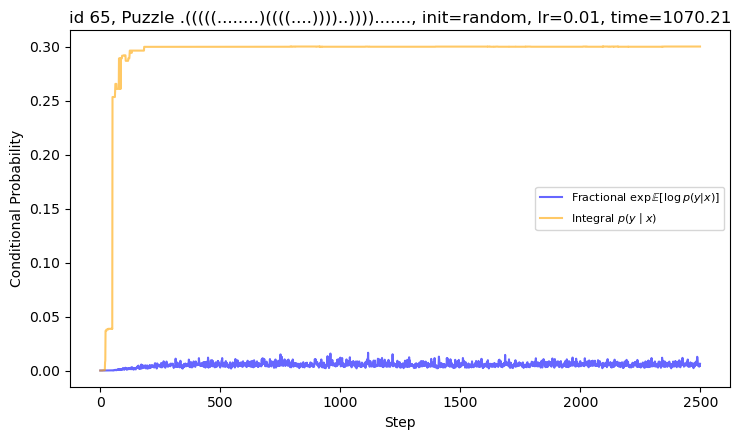 id 65, Puzzle .(((((........)((((....))))..))))......., init=random, lr=0.01, time=1070.21
0.30
0.25
0.20
0.15
0.10
0.05
0.00
Conditional Probability
Fractional exp𝔼[log p(y|x)]
Integral p(y | x)
0 500 1000 1500 2000 2500
Step